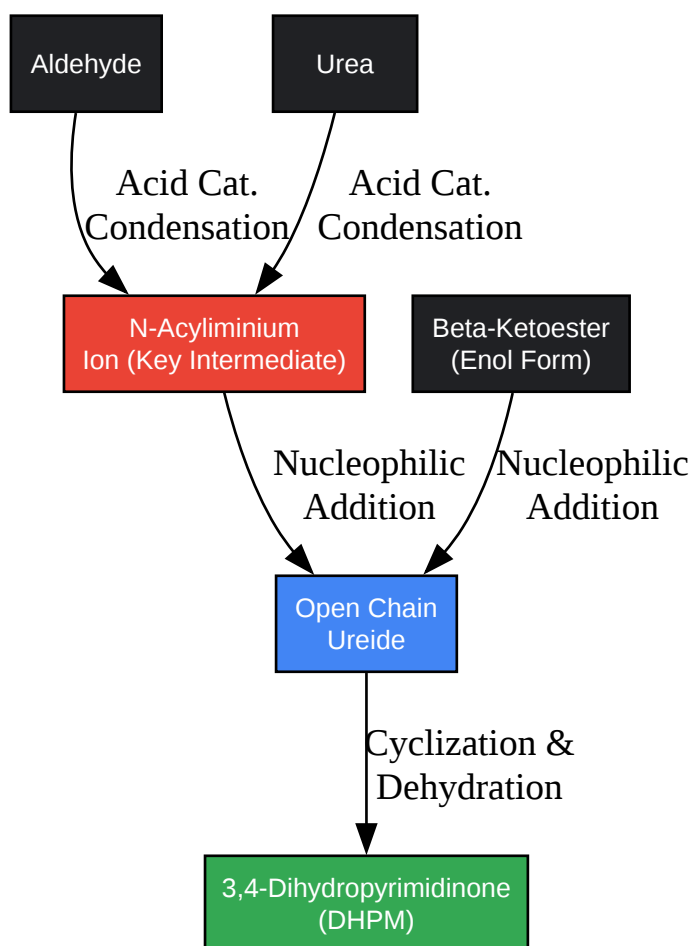 Aldehyde
Urea
Acid Cat.
Condensation
Acid Cat.
Condensation
N-Acyliminium
Ion (Key Intermediate)
Beta-Ketoester
(Enol Form)
Nucleophilic
Addition
Nucleophilic
Addition
Open Chain
Ureide
Cyclization &
Dehydration
3,4-Dihydropyrimidinone
(DHPM)